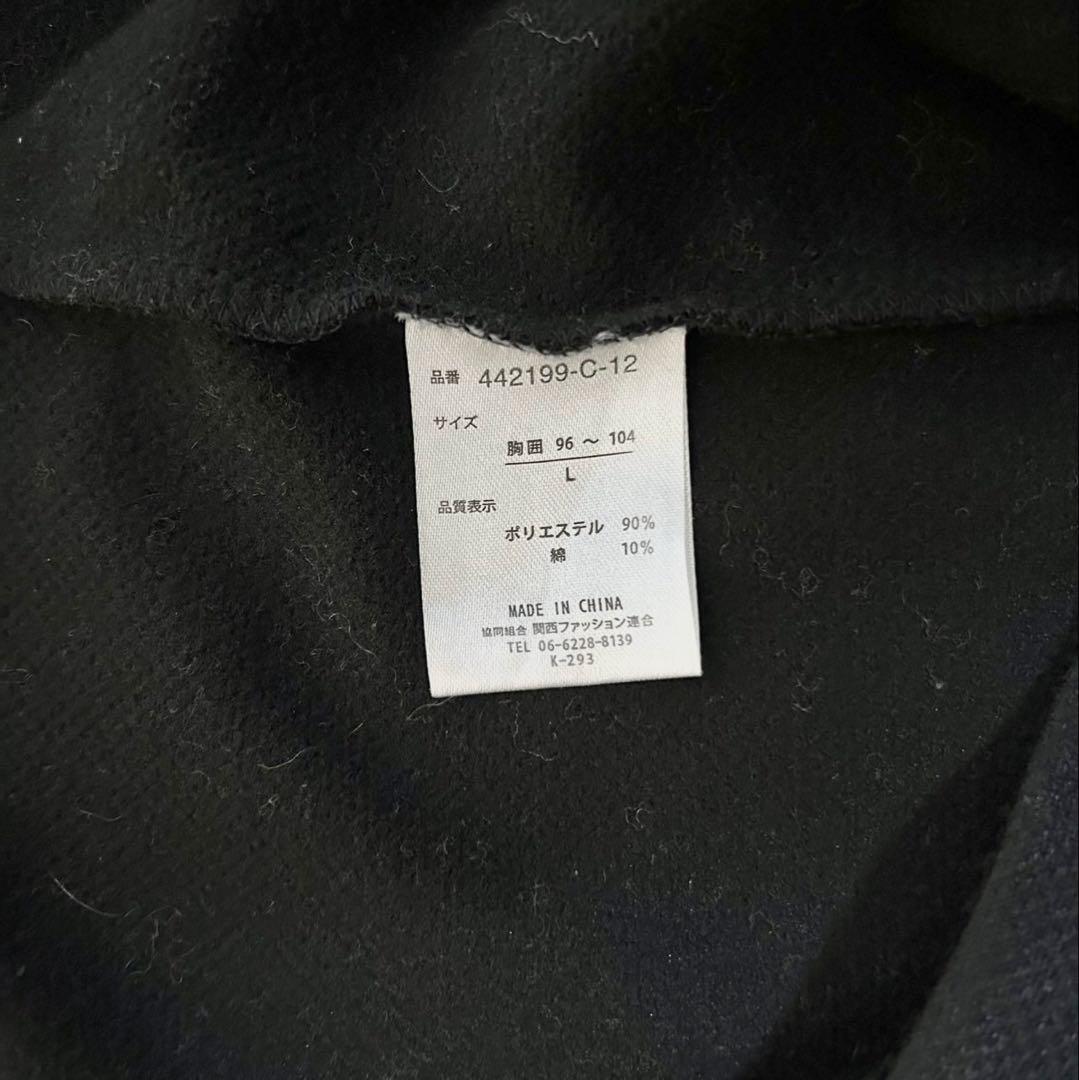 品番 442199-C-12
サイズ
胸囲 96 〜 104
L
品質表示
ポリエステル 90%
綿 10%
MADE IN CHINA
協同組合 関西ファッション連合
TEL 06-6228-8139
K-293